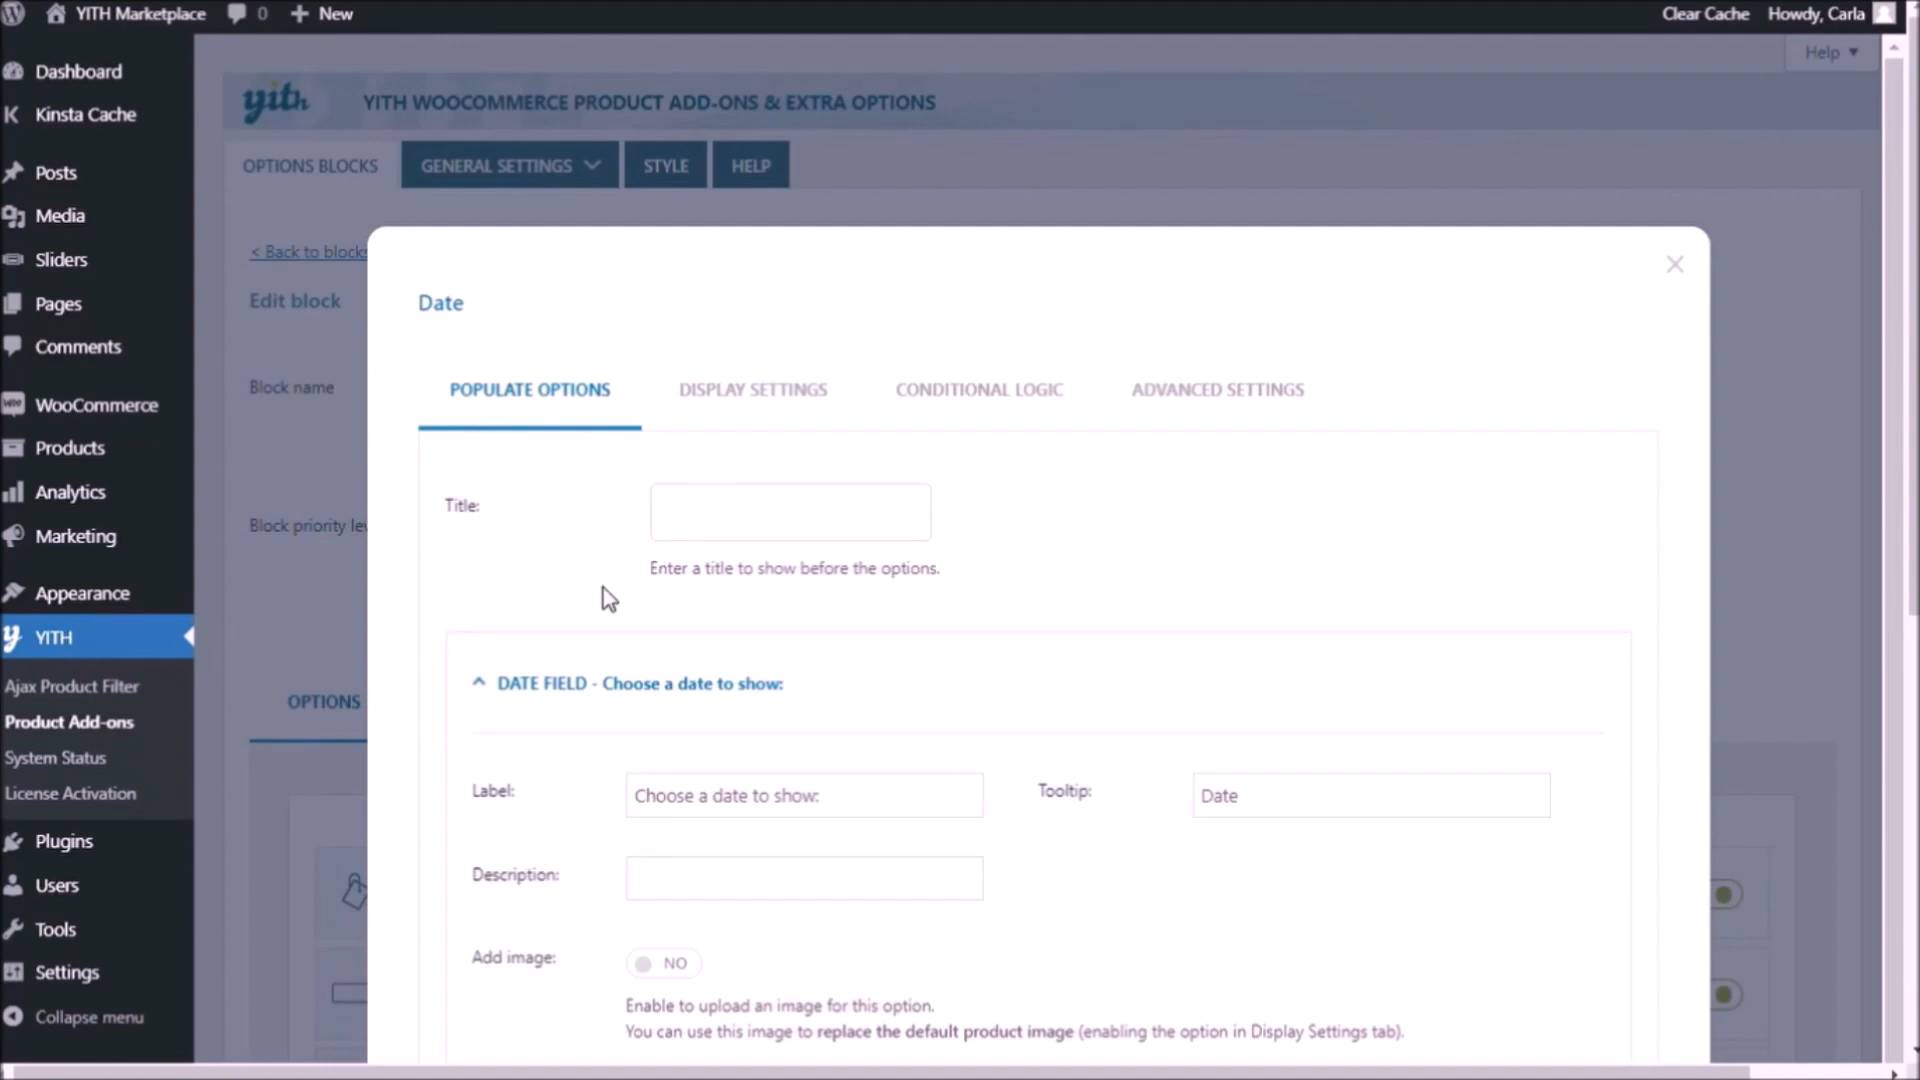 YITH Marketplace
0
New
Clear Cache
Howdy, Carla
Dashboard
Kinsta Cache
Posts
Media
Sliders
Pages
Comments
WooCommerce
Products
Analytics
Marketing
Appearance
YITH
Ajax Product Filter
Product Add-ons
System Status
License Activation
Plugins
Users
Tools
Settings
Collapse menu
Help
yith
YITH WOOCOMMERCE PRODUCT ADD-ONS & EXTRA OPTIONS
OPTIONS BLOCKS
GENERAL SETTINGS
STYLE
HELP
< Back to blocks
Edit block
Block name
Block priority lev
OPTIONS
Date
POPULATE OPTIONS
DISPLAY SETTINGS
CONDITIONAL LOGIC
ADVANCED SETTINGS
Title:
Enter a title to show before the options.
DATE FIELD - Choose a date to show:
Label:
Choose a date to show:
Tooltip:
Date
Description:
Add image:
NO
Enable to upload an image for this option.
You can use this image to replace the default product image (enabling the option in Display Settings tab).